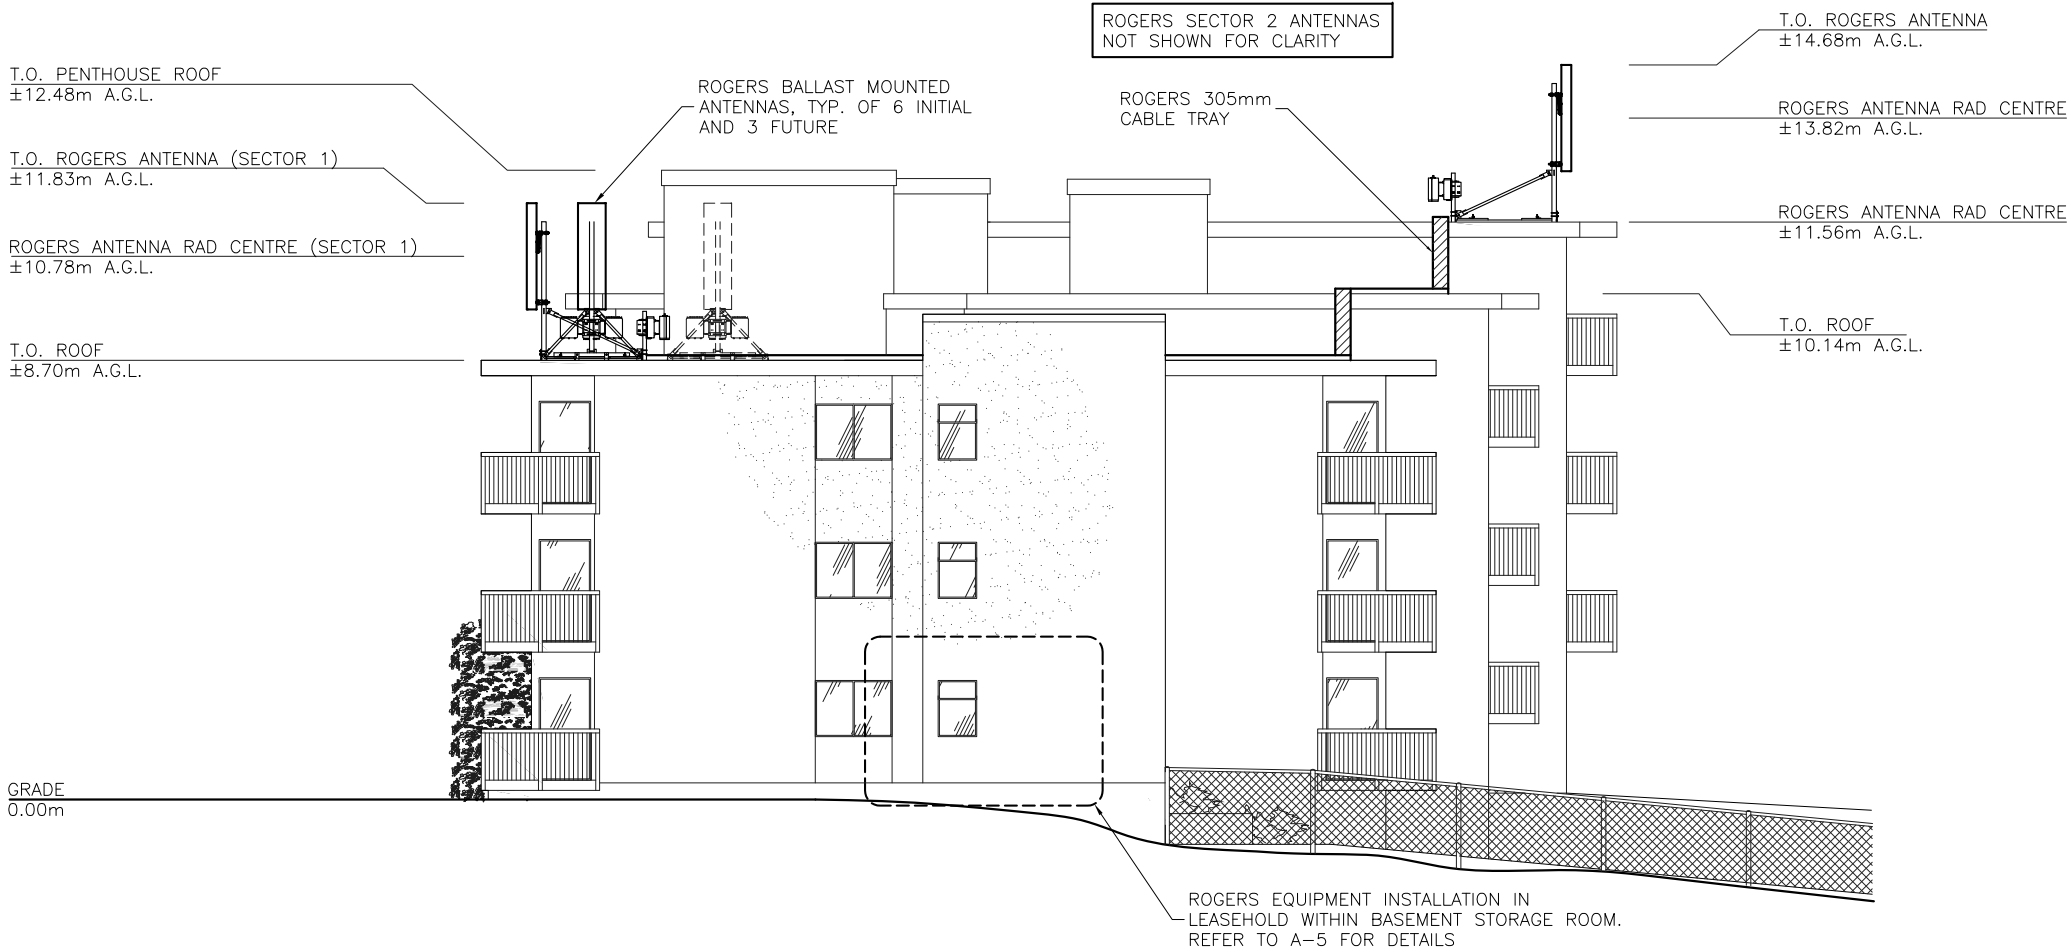 ROGERS SECTOR 2 ANTENNAS
NOT SHOWN FOR CLARITY
T.O. ROGERS ANTENNA
±14.68m A.G.L.
T.O. PENTHOUSE ROOF
±12.48m A.G.L.
ROGERS BALLAST MOUNTED
ANTENNAS, TYP. OF 6 INITIAL
AND 3 FUTURE
ROGERS 305mm
CABLE TRAY
ROGERS ANTENNA RAD CENTRE
±13.82m A.G.L.
T.O. ROGERS ANTENNA (SECTOR 1)
±11.83m A.G.L.
ROGERS ANTENNA RAD CENTRE
±11.56m A.G.L.
ROGERS ANTENNA RAD CENTRE (SECTOR 1)
±10.78m A.G.L.
T.O. ROOF
±10.14m A.G.L.
T.O. ROOF
±8.70m A.G.L.
GRADE
0.00m
ROGERS EQUIPMENT INSTALLATION IN
LEASEHOLD WITHIN BASEMENT STORAGE ROOM.
REFER TO A-5 FOR DETAILS